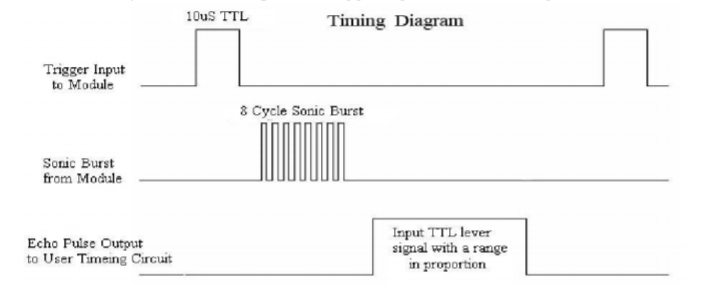 10uS TTL
Timing Diagram
Trigger Input
to Module
8 Cycle Sonic Burst
Sonic Burst
from Module
Echo Pulse Output
to User Timeing Circuit
Input TTL lever
signal with a range
in proportion